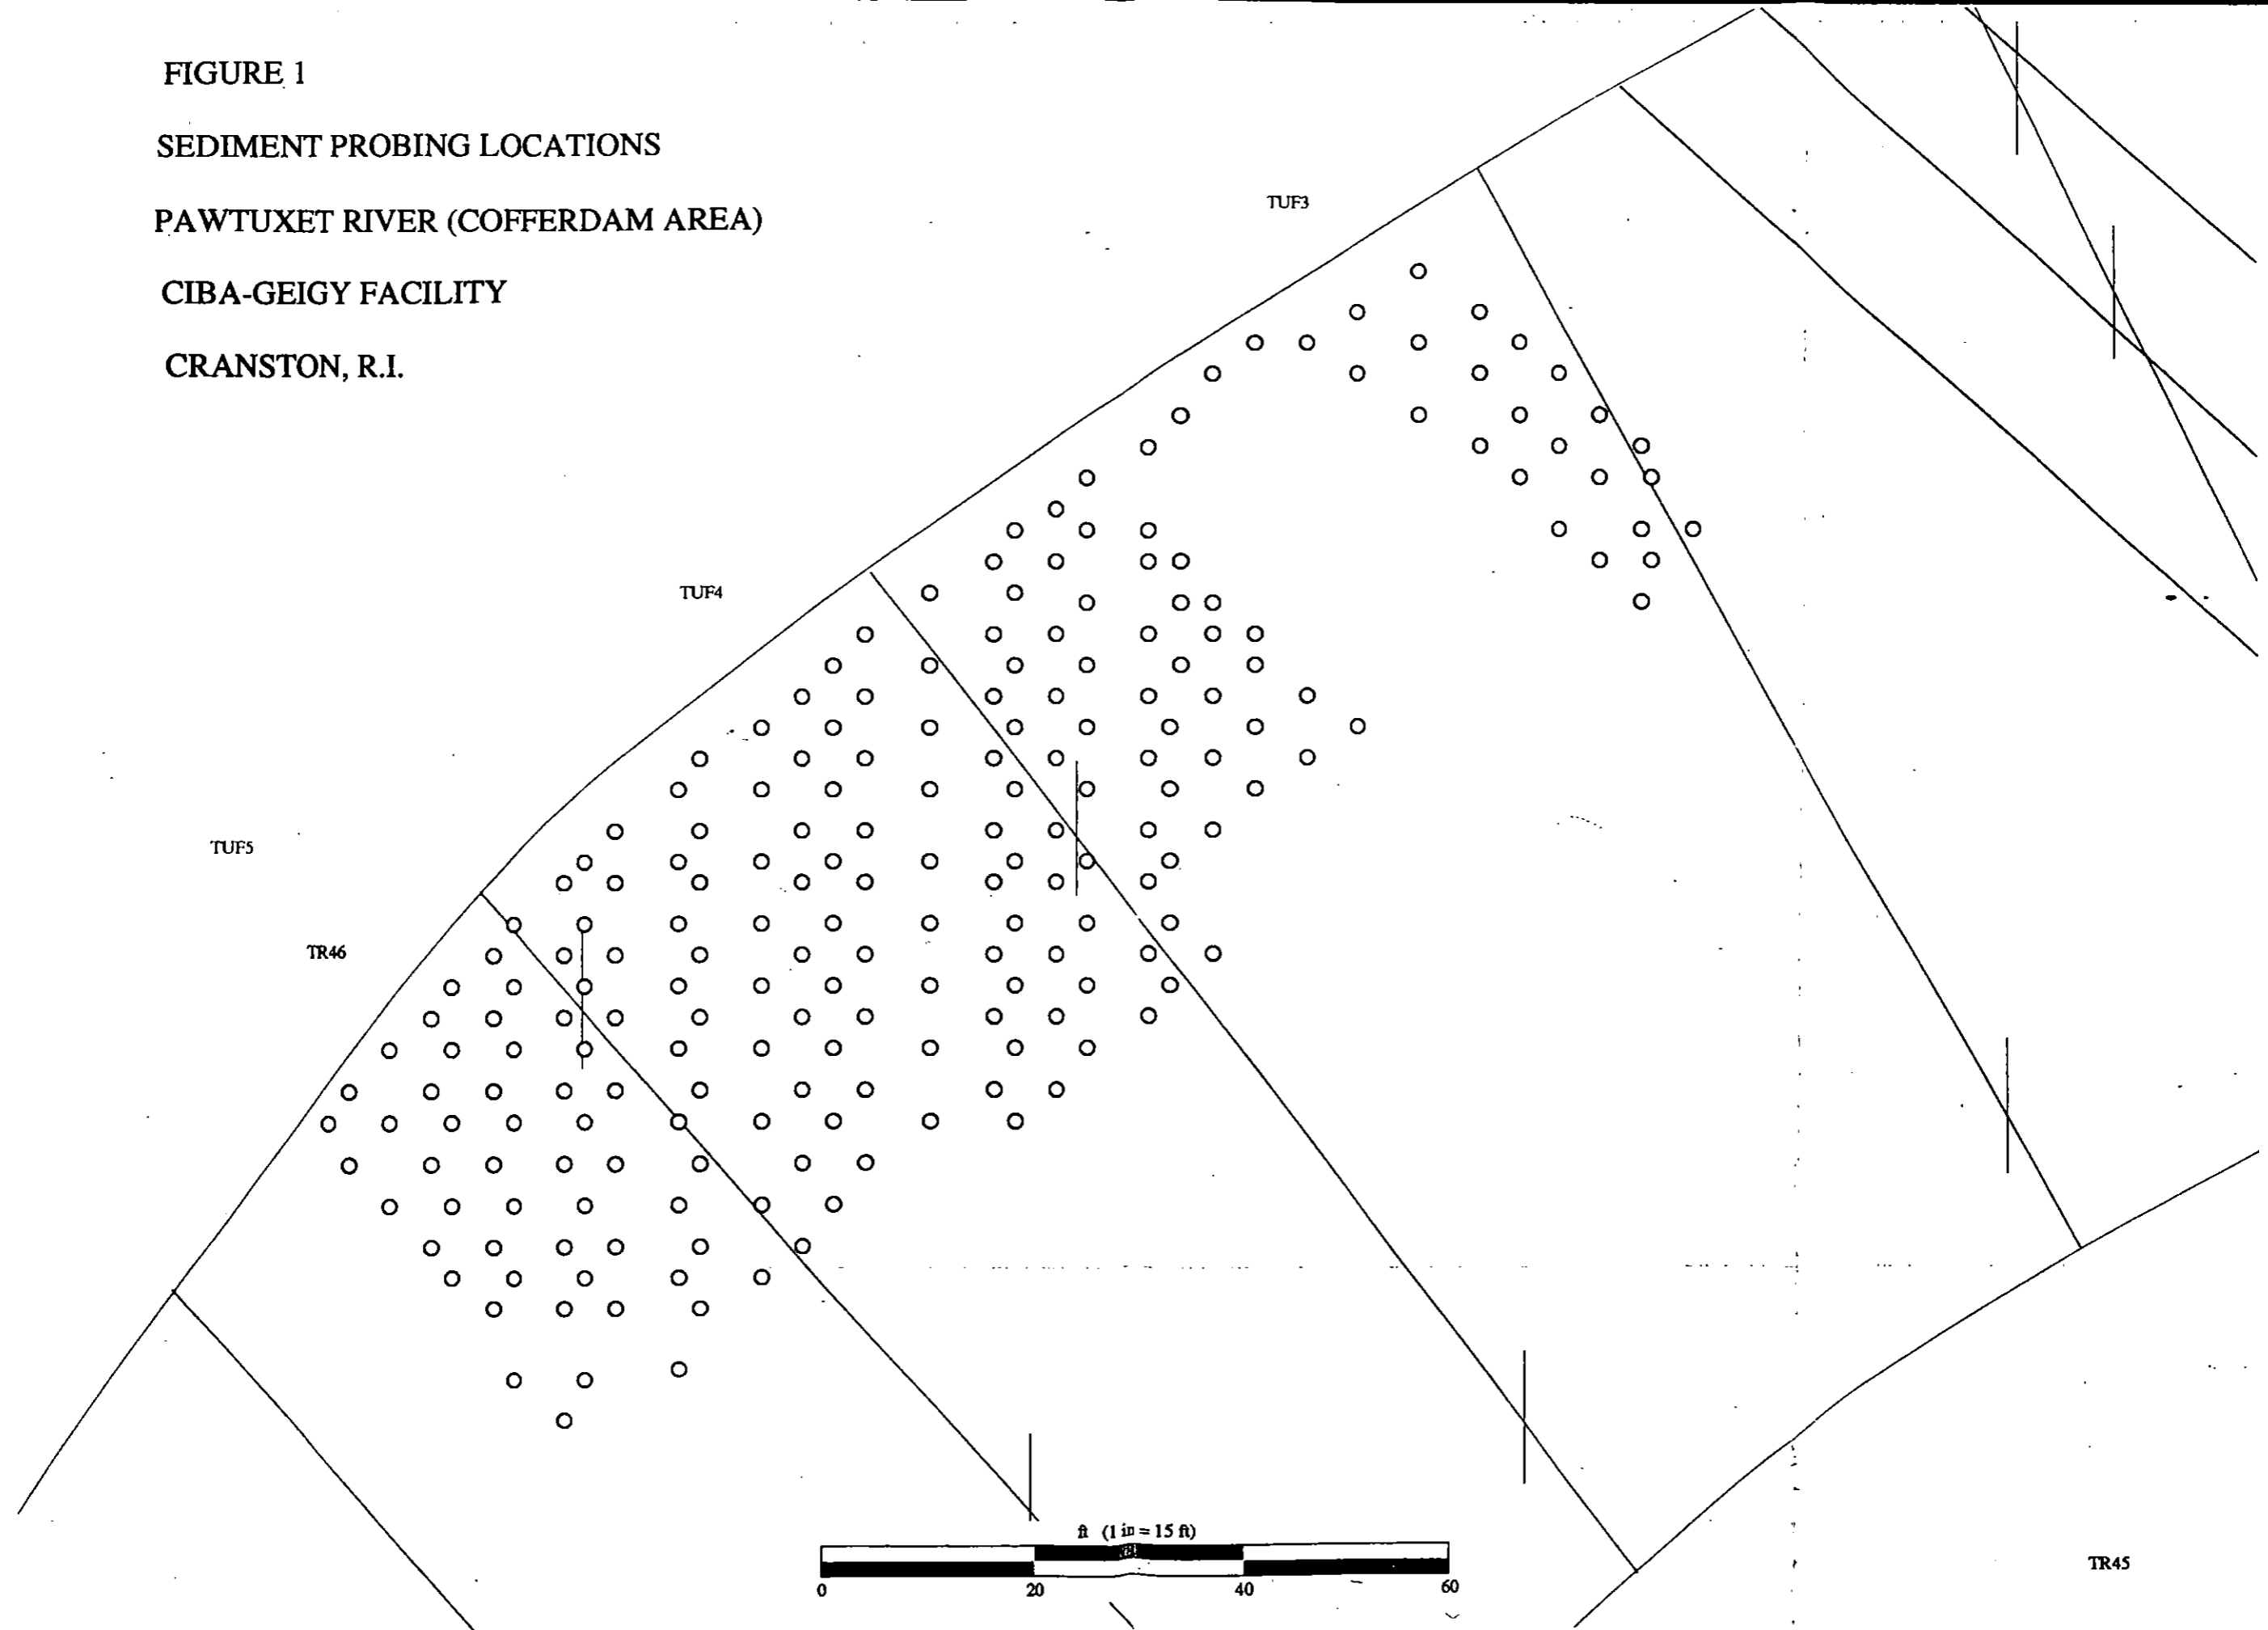 FIGURE 1
SEDIMENT PROBING LOCATIONS
PAWTUXET RIVER (COFFERDAM AREA)
CIBA-GEIGY FACILITY
CRANSTON, R.I.
TUF3
TUF4
TUF5
TR46
ft (1 in = 15 ft)
0 20 40 60
TR45